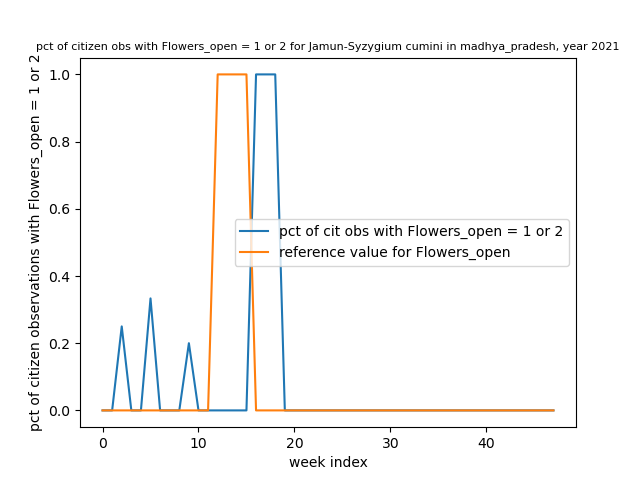 pct of citizen obs with Flowers_open = 1 or 2 for Jamun-Syzygium cumini in madhya_pradesh, year 2021
pct of citizen observations with Flowers_open = 1 or 2
1.0
0.8
0.6
0.4
0.2
0.0
pct of cit obs with Flowers_open = 1 or 2
reference value for Flowers_open
0 10 20 30 40
week index